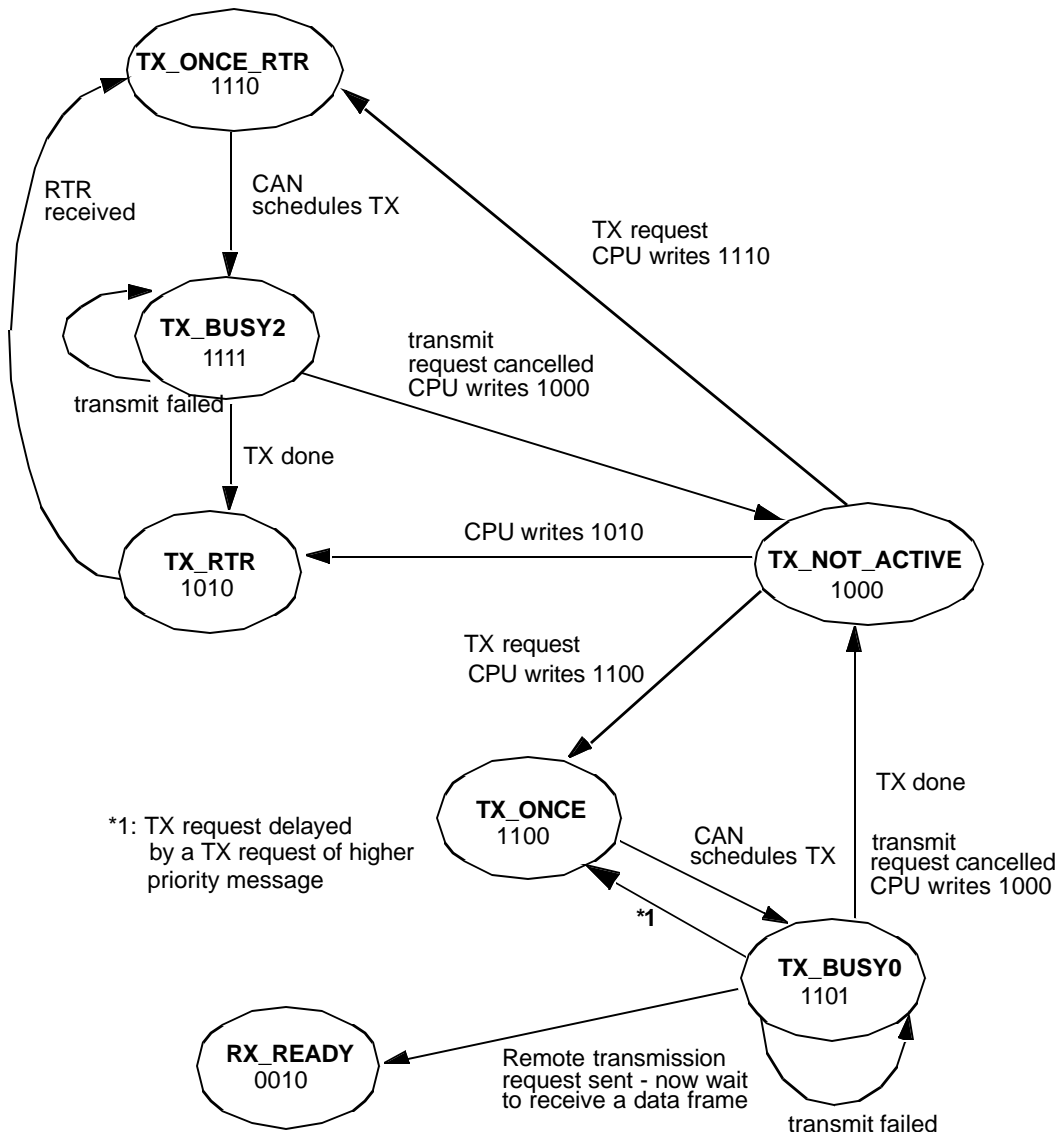 TX_ONCE_RTR
1110
RTR
received
CAN
schedules TX
TX request
CPU writes 1110
TX_BUSY2
1111
transmit failed
transmit
request cancelled
CPU writes 1000
TX done
TX_RTR
1010
CPU writes 1010
TX_NOT_ACTIVE
1000
TX request
CPU writes 1100
TX_ONCE
1100
*1: TX request delayed
by a TX request of higher
priority message
CAN
schedules TX
*1
TX done
transmit
request cancelled
CPU writes 1000
TX_BUSY0
1101
RX_READY
0010
Remote transmission
request sent - now wait
to receive a data frame
transmit failed